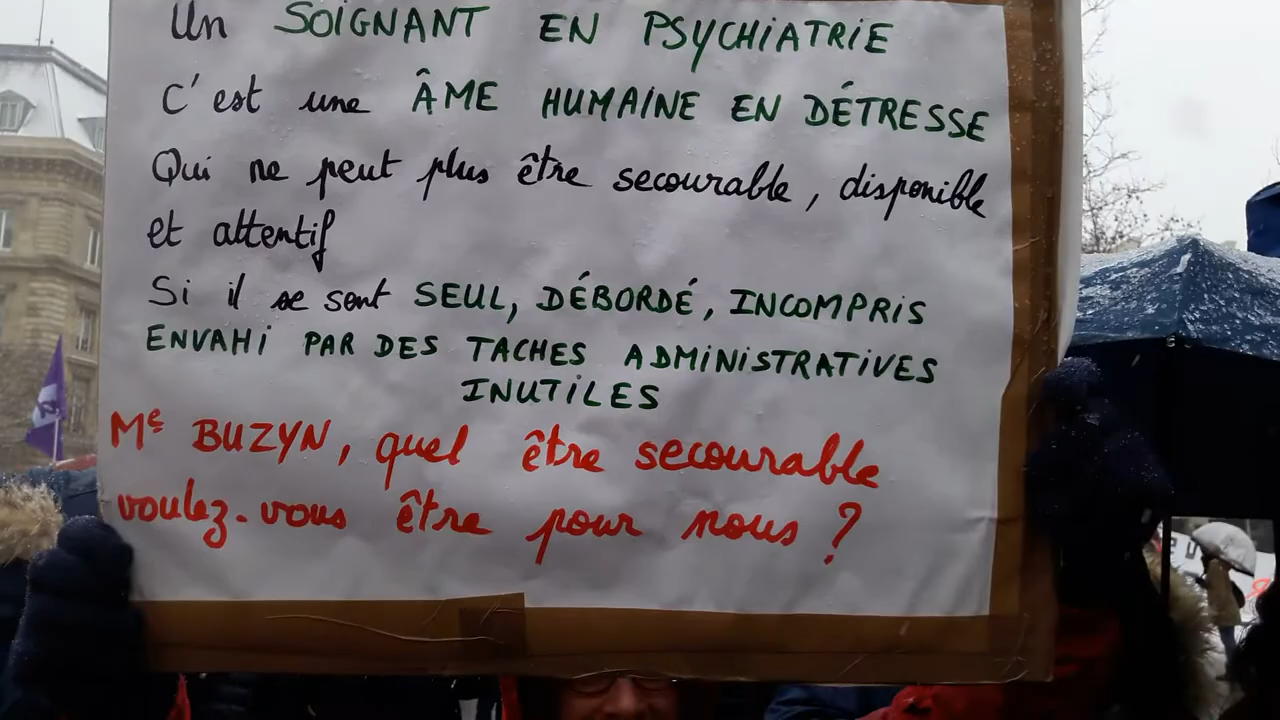 Un SOIGNANT EN PSYCHIATRIE
C'est une ÂME HUMAINE EN DÉTRESSE
Qui ne peut plus être secourable, disponible
et attentif
Si il se sent SEUL, DÉBORDÉ, INCOMPRIS
ENVAHI PAR DES TACHES ADMINISTRATIVES
INUTILES
Me BUZYN, quel être secourable
voulez-vous être pour nous ?